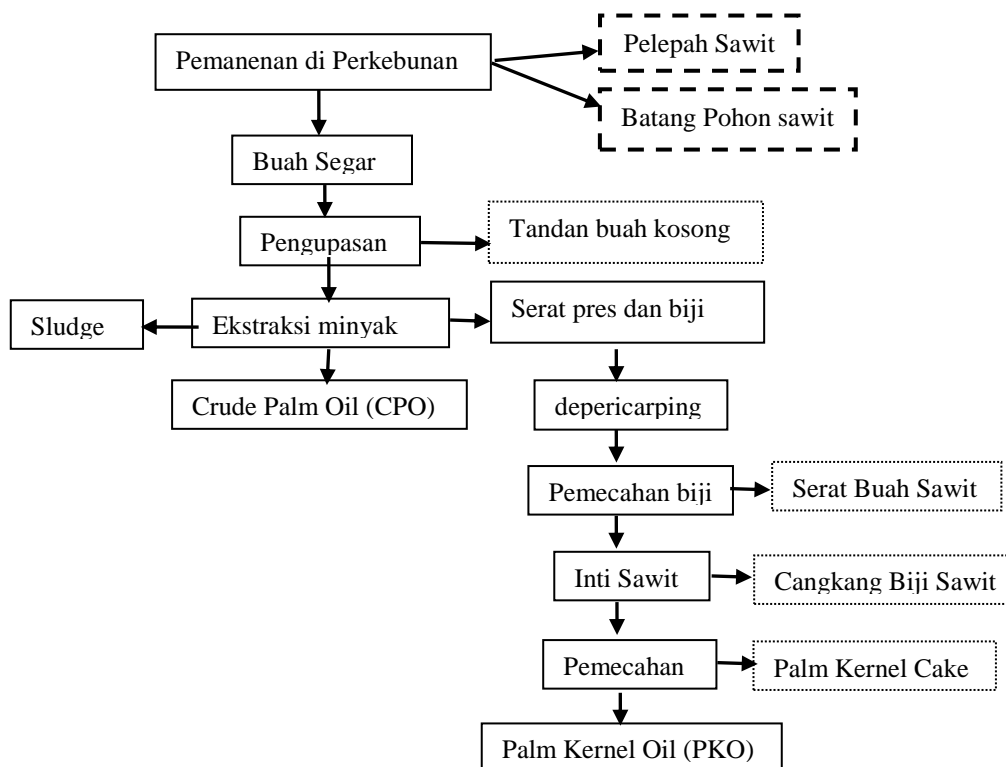 Pelepah Sawit
Pemanenan di Perkebunan
Batang Pohon sawit
Buah Segar
Tandan buah kosong
Pengupasan
Serat pres dan biji
Sludge
Ekstraksi minyak
Crude Palm Oil (CPO)
depericarping
Pemecahan biji
Serat Buah Sawit
Inti Sawit
Cangkang Biji Sawit
Pemecahan
Palm Kernel Cake
Palm Kernel Oil (PKO)